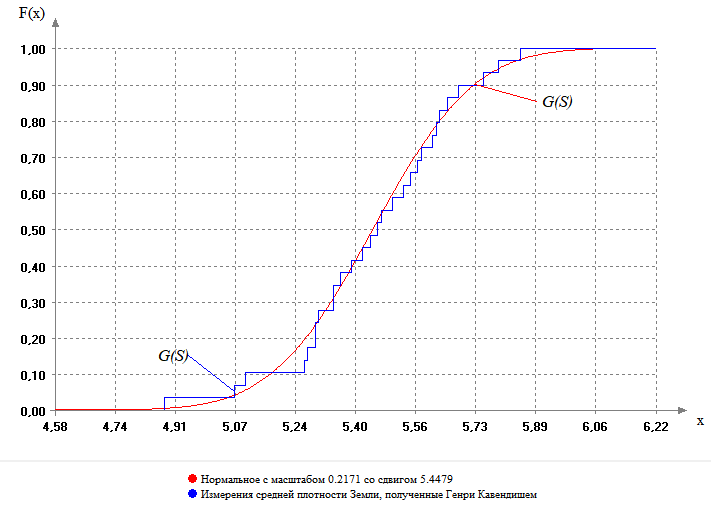 F(x)
1,00
0,90
G(S)
0,80
0,70
0,60
0,50
0,40
0,30
0,20
G(S)
0,10
0,00
x
4,58 4,74 4,91 5,07 5,24 5,40 5,56 5,73 5,89 6,06 6,22
Нормальное с масштабом 0.2171 со сдвигом 5.4479
Измерения средней плотности Земли, полученные Генри Кавендишем